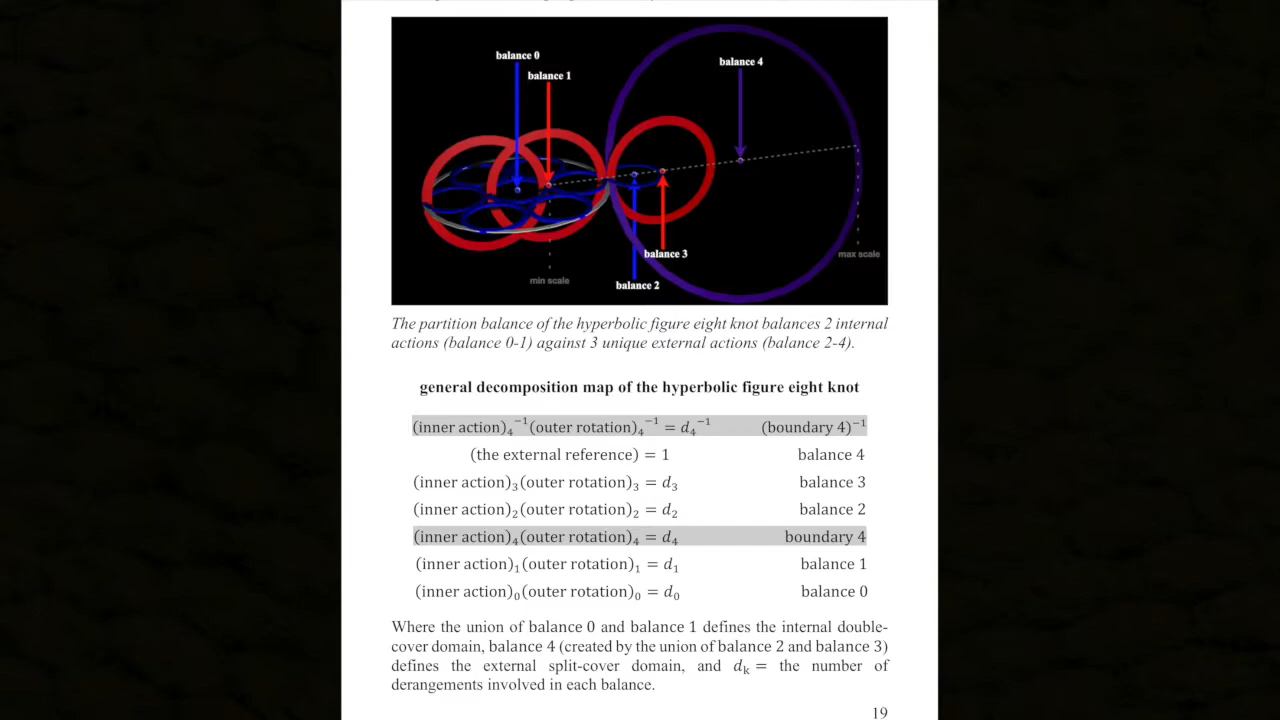 balance 0
balance 1
balance 4
balance 3
max scale
min scale
balance 2
The partition balance of the hyperbolic figure eight knot balances 2 internal
actions (balance 0-1) against 3 unique external actions (balance 2-4).
general decomposition map of the hyperbolic figure eight knot
(inner action)₄⁻¹(outer rotation)₄⁻¹ = d₄⁻¹ (boundary 4)⁻¹
(the external reference) = 1 balance 4
(inner action)₃(outer rotation)₃ = d₃ balance 3
(inner action)₂(outer rotation)₂ = d₂ balance 2
(inner action)₄(outer rotation)₄ = d₄ boundary 4
(inner action)₁(outer rotation)₁ = d₁ balance 1
(inner action)₀(outer rotation)₀ = d₀ balance 0
Where the union of balance 0 and balance 1 defines the internal double-
cover domain, balance 4 (created by the union of balance 2 and balance 3)
defines the external split-cover domain, and dₖ = the number of
derangements involved in each balance.
19